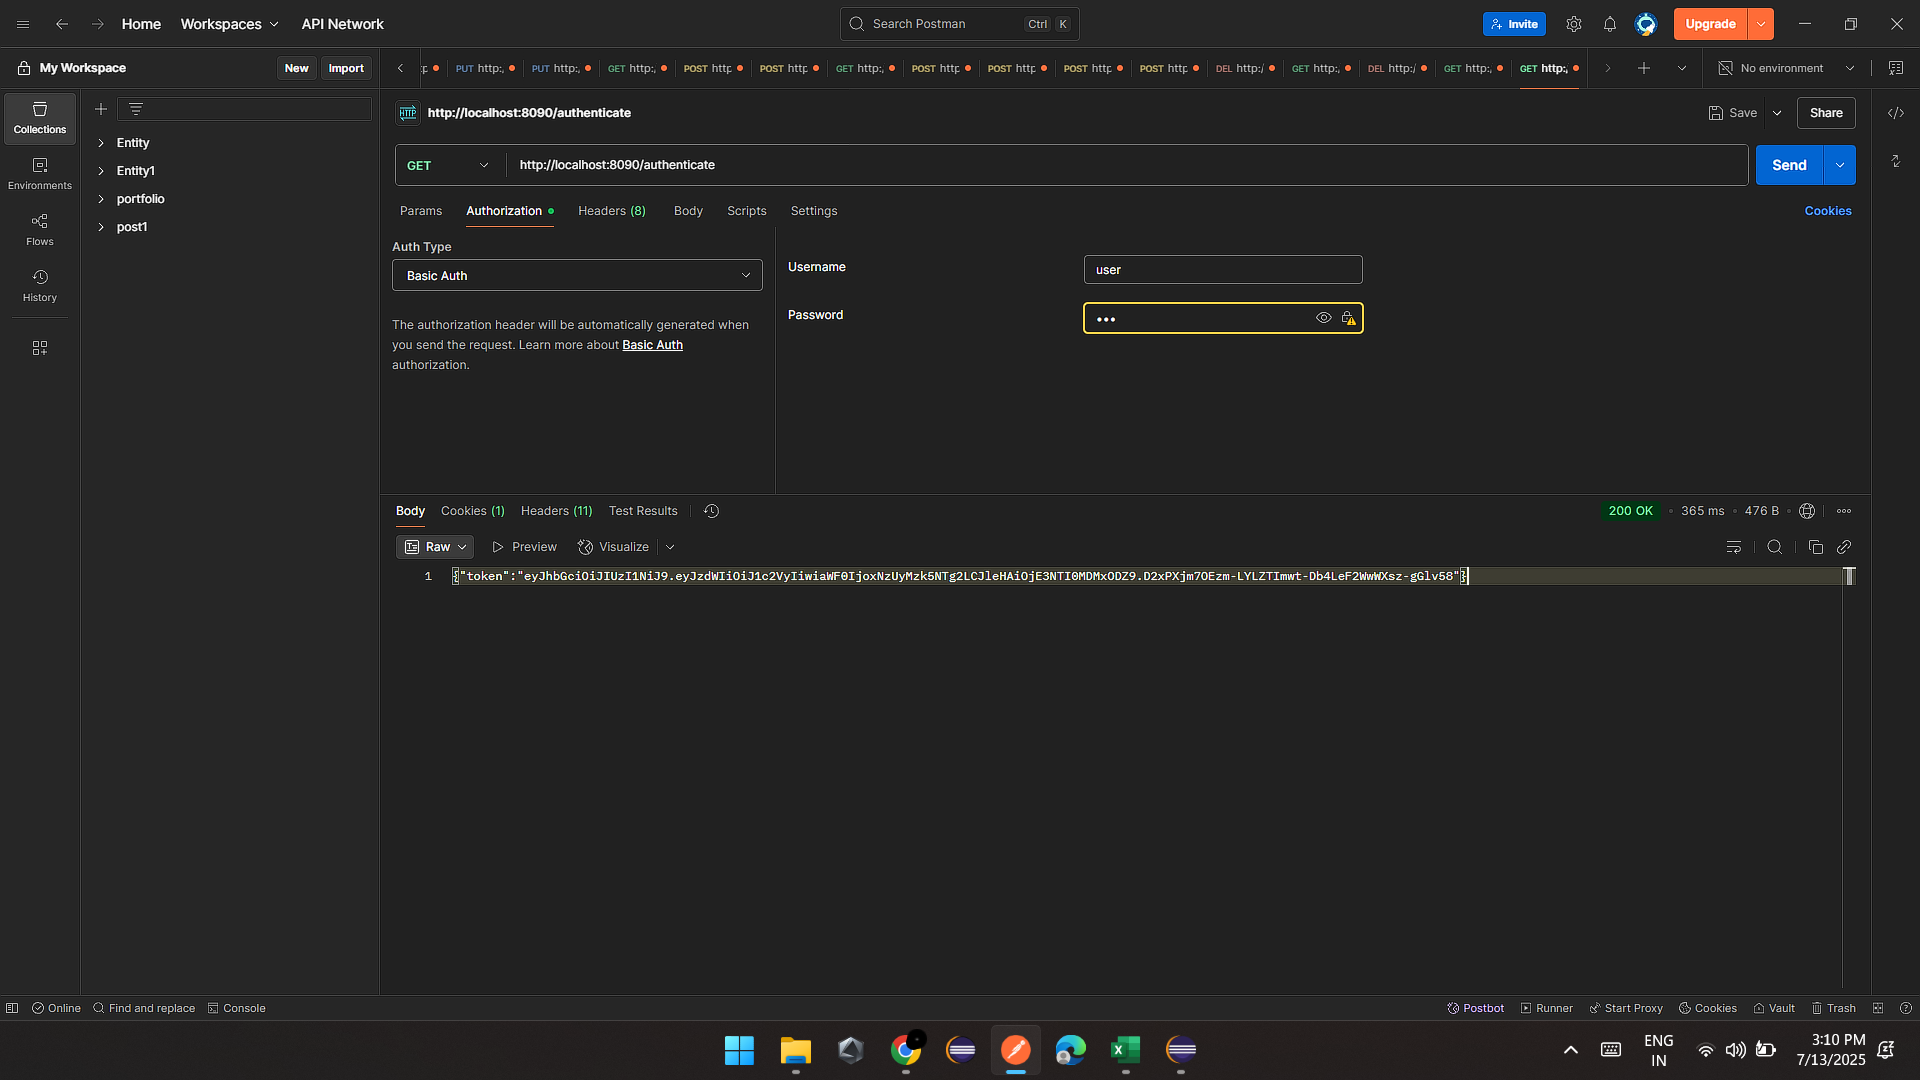 Home Workspaces API Network Search Postman Ctrl K Invite Upgrade
My Workspace New Import PUT http:, PUT http:, GET http:, POST http POST http GET http:, POST http POST http POST http POST http DEL http:/ GET http:, DEL http:/ GET http:, GET http:, No environment
Collections
Environments
Flows
History
Entity
Entity1
portfolio
post1
HTTP http://localhost:8090/authenticate Save Share
GET http://localhost:8090/authenticate Send
Params Authorization Headers (8) Body Scripts Settings Cookies
Auth Type
Basic Auth
The authorization header will be automatically generated when
you send the request. Learn more about Basic Auth
authorization.
Username user
Password •••
Body Cookies (1) Headers (11) Test Results 200 OK • 365 ms • 476 B •
Raw Preview Visualize
1 {"token":"eyJhbGciOiJIUzI1NiJ9.eyJzdWIiOiJ1c2VyIiwiaWF0IjoxNzUyMzk5NTg2LCJleHAiOjE3NTI0MDMxODZ9.D2xPXjm7OEzm-LYLZTImwt-Db4LeF2WwWXsz-gGlv58"}
Online Find and replace Console Postbot Runner Start Proxy Cookies Vault Trash
ENG
IN
3:10 PM
7/13/2025